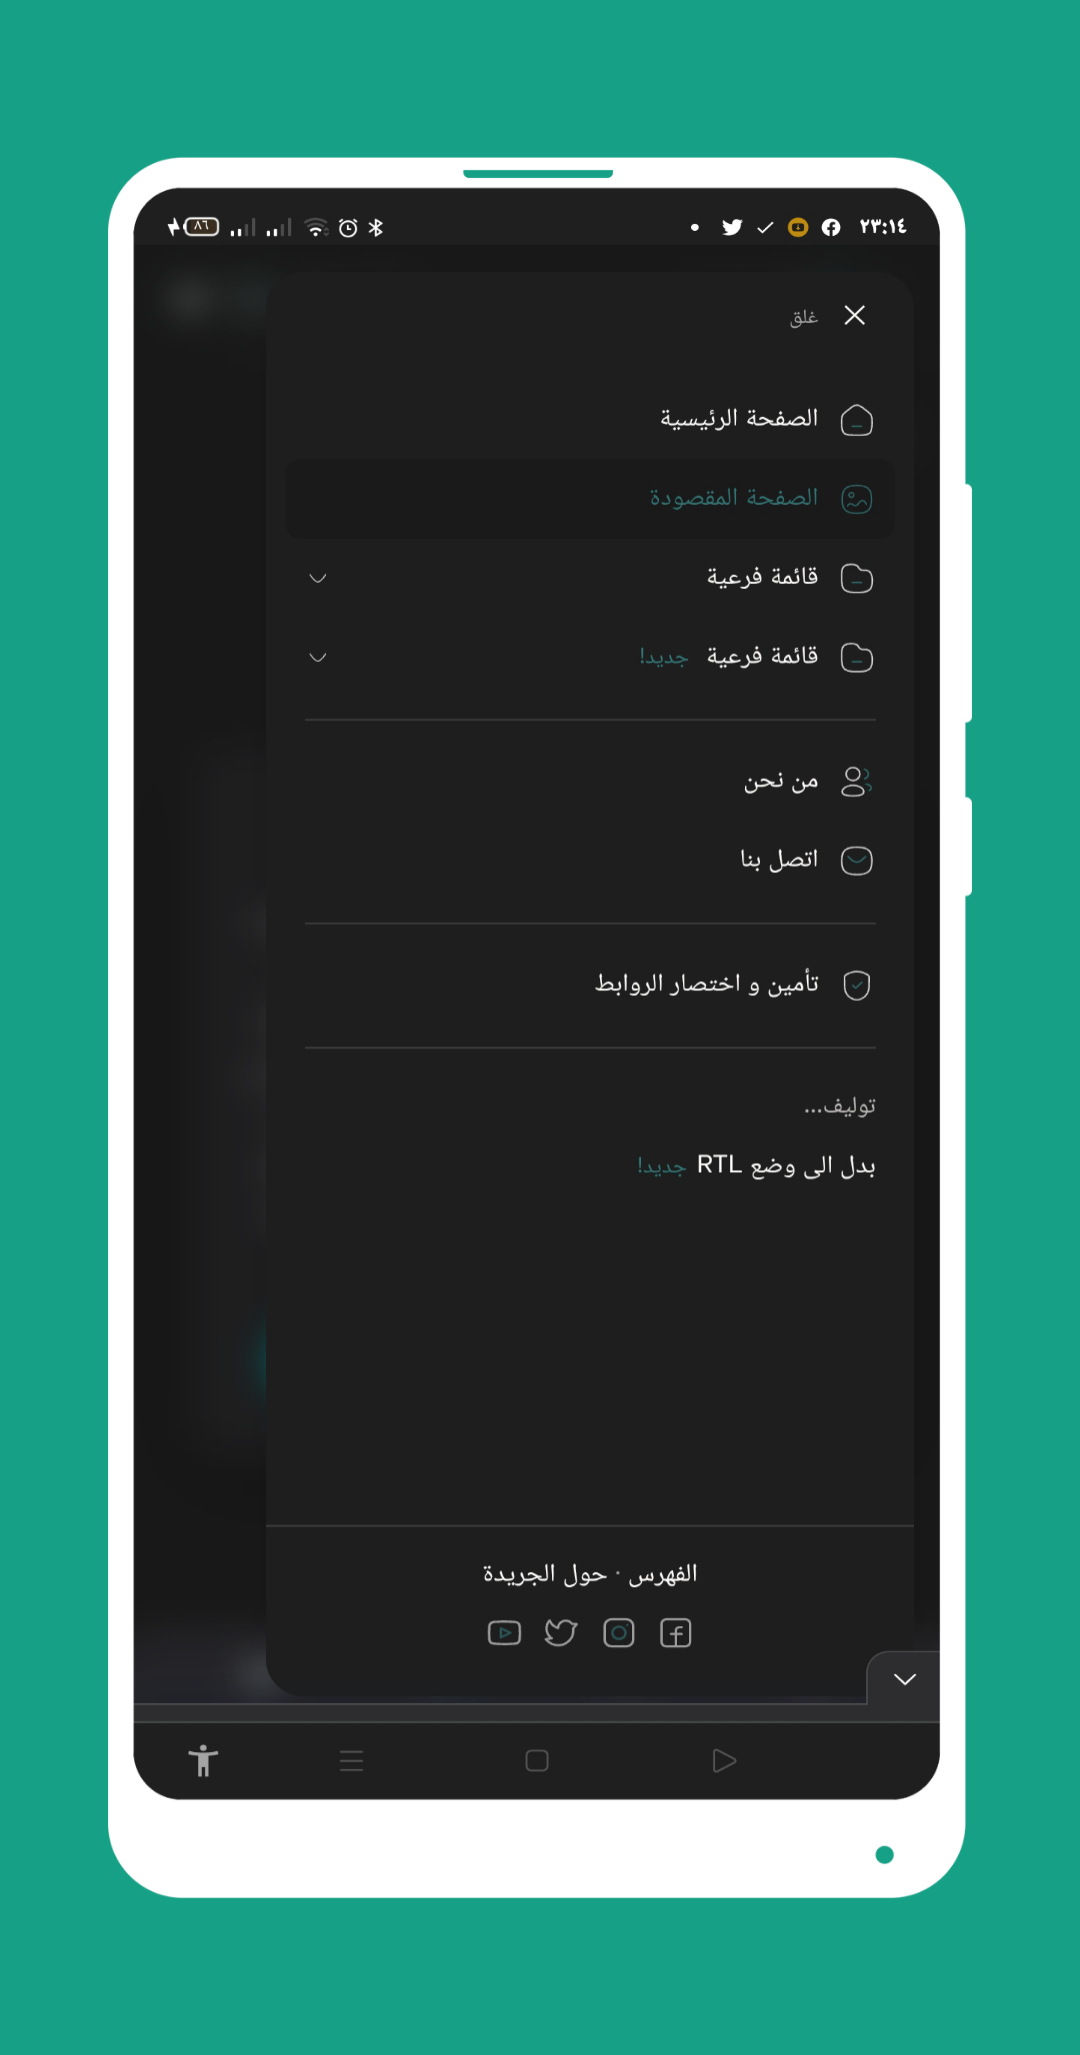 ٢٣:١٤
٨٦
غلق
الصفحة الرئيسية
الصفحة المقصودة
قائمة فرعية
قائمة فرعية جديد!
من نحن
اتصل بنا
تأمين و اختصار الروابط
توليف...
بدل الى وضع RTL جديد!
الفهرس · حول الجريدة